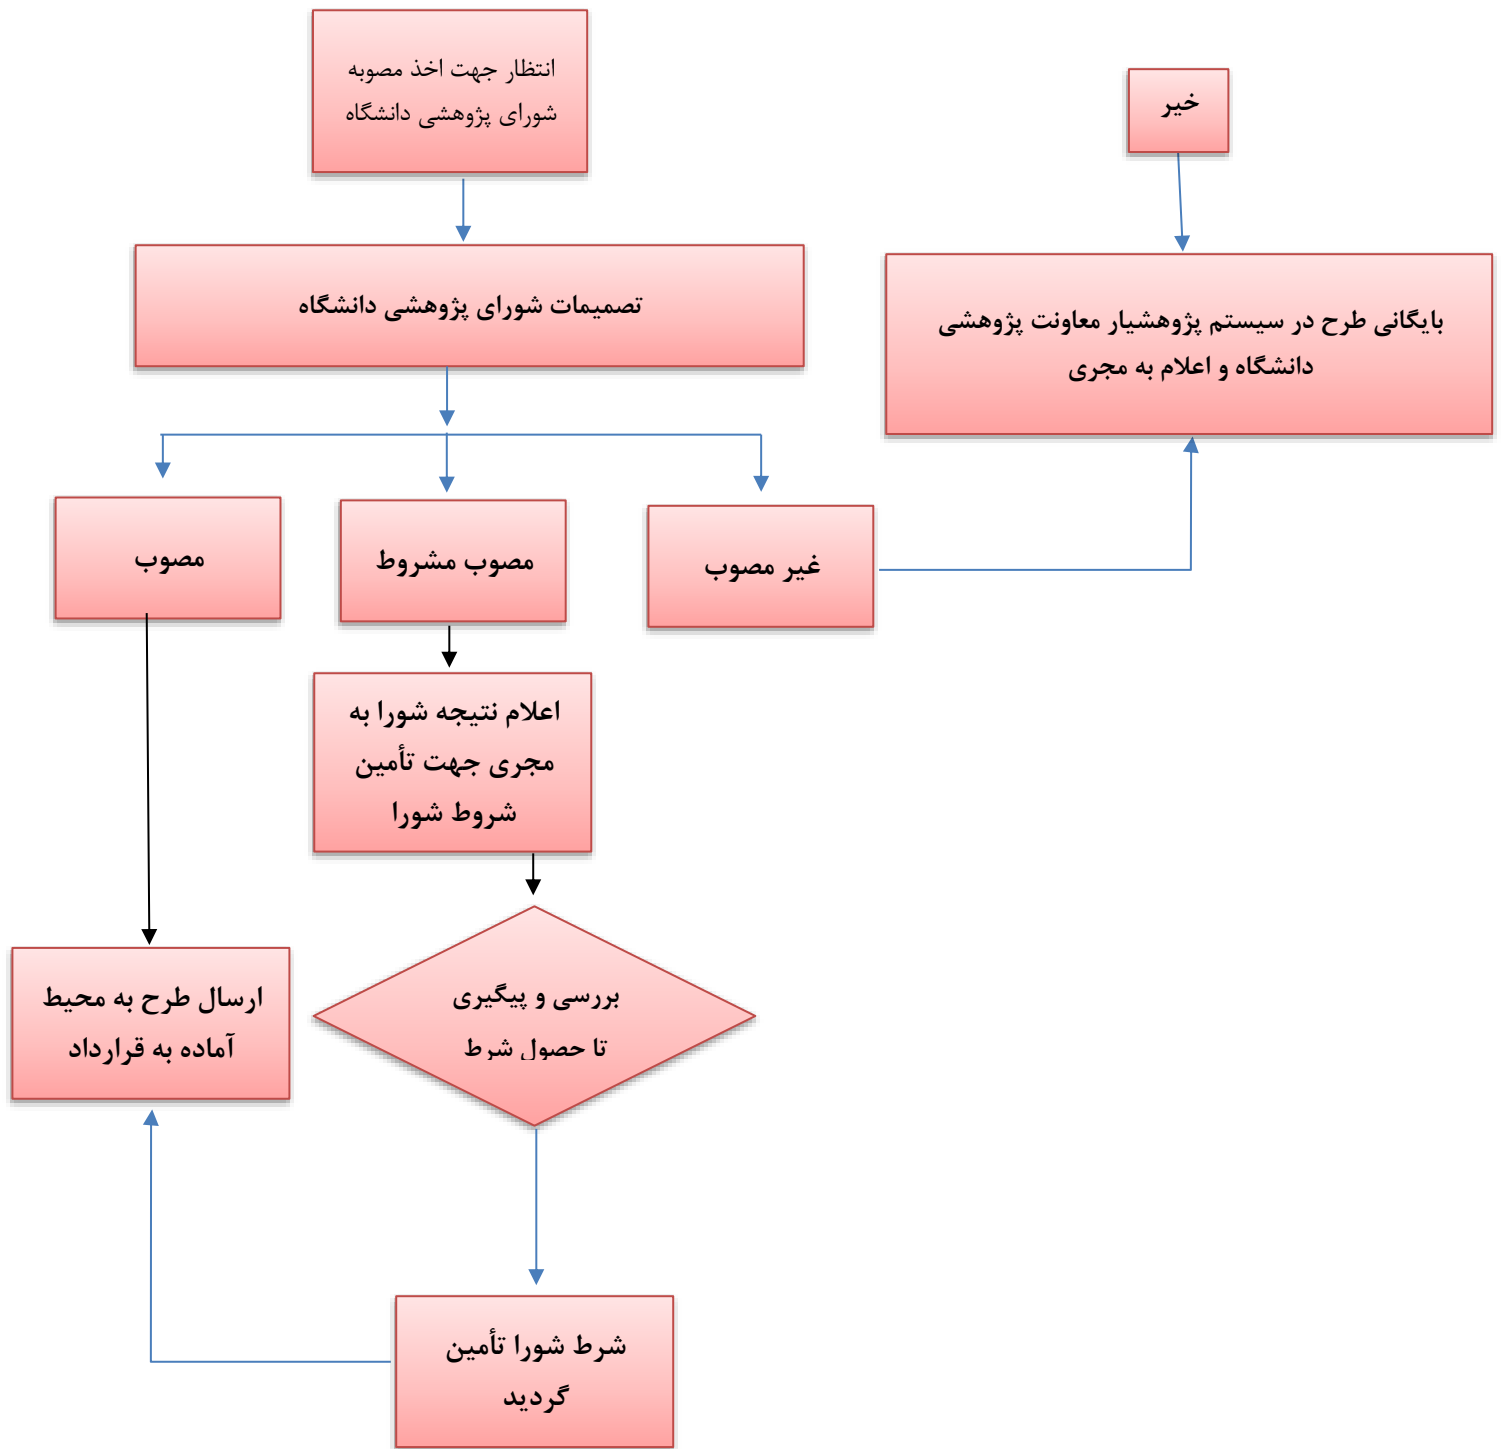 انتظار جهت اخذ مصوبه
شورای پژوهشی دانشگاه
خیر
تصمیمات شورای پژوهشی دانشگاه
بایگانی طرح در سیستم پژوهشیار معاونت پژوهشی
دانشگاه و اعلام به مجری
غیر مصوب
مصوب مشروط
مصوب
اعلام نتیجه شورا به
مجری جهت تأمین
شروط شورا
بررسی و پیگیری
تا حصول شرط
ارسال طرح به محیط
آماده به قرارداد
شرط شورا تأمین
گردید